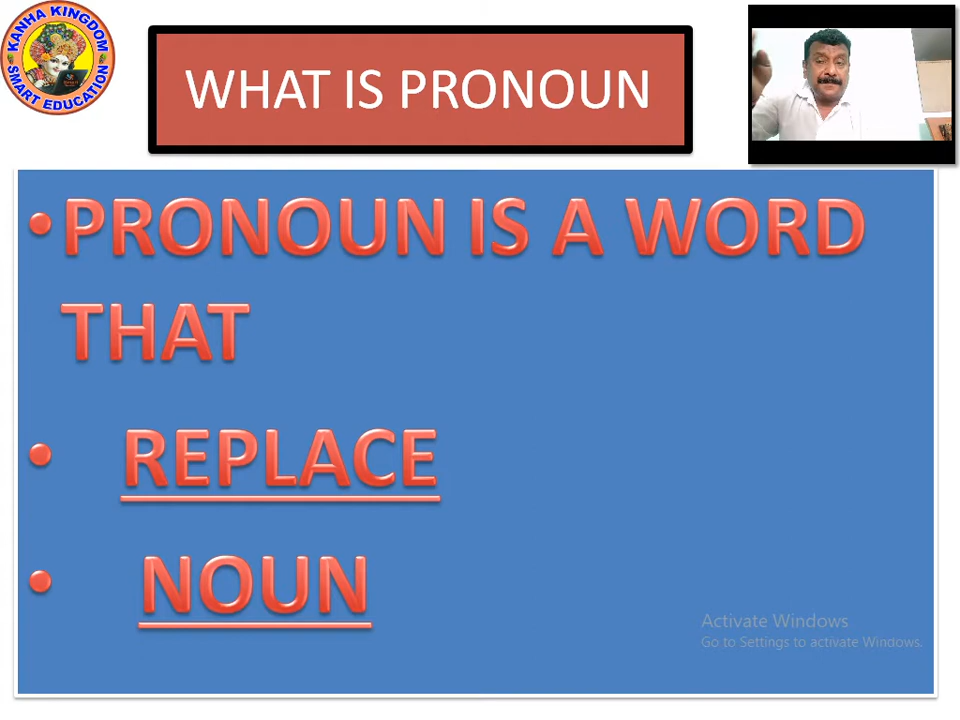 KANHA KINGDOM
SMART EDUCATION
WHAT IS PRONOUN
•PRONOUN IS A WORD
THAT
• REPLACE
• NOUN
Activate Windows
Go to Settings to activate Windows.